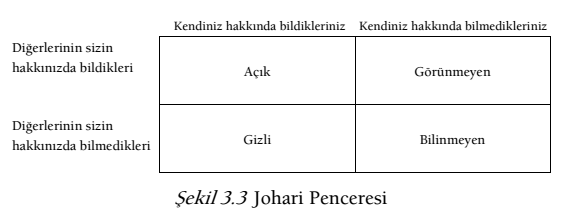 Kendiniz hakkında bildikleriniz Kendiniz hakkında bilmedikleriniz
Diğerlerinin sizin
hakkınızda bildikleri
Açık Görünmeyen
Diğerlerinin sizin
hakkınızda bilmedikleri
Gizli Bilinmeyen
Şekil 3.3 Johari Penceresi